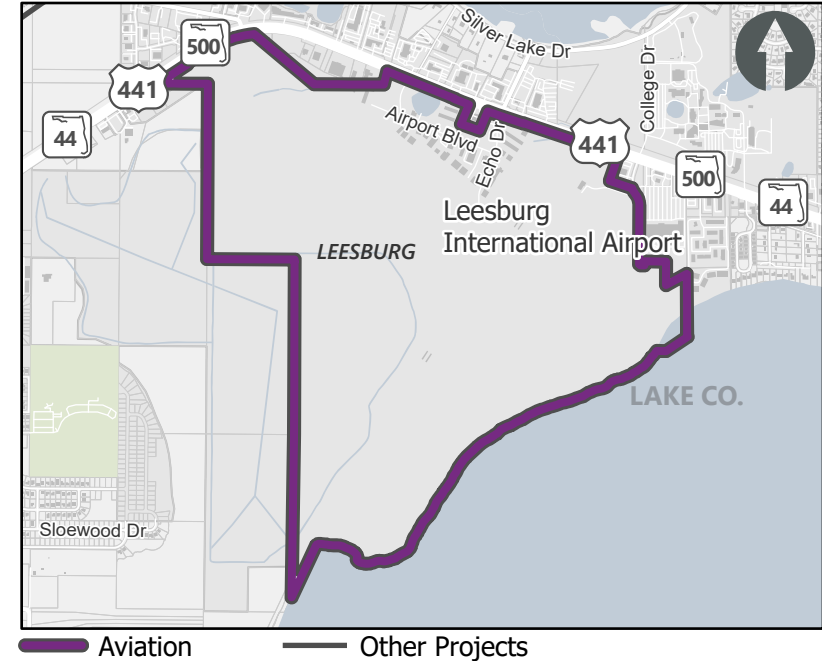 Silver Lake Dr
500
441
44
College Dr
Airport Blvd
Echo Dr
441
500
44
Leesburg
International Airport
LEESBURG
LAKE CO.
Sloewood Dr
Aviation
Other Projects